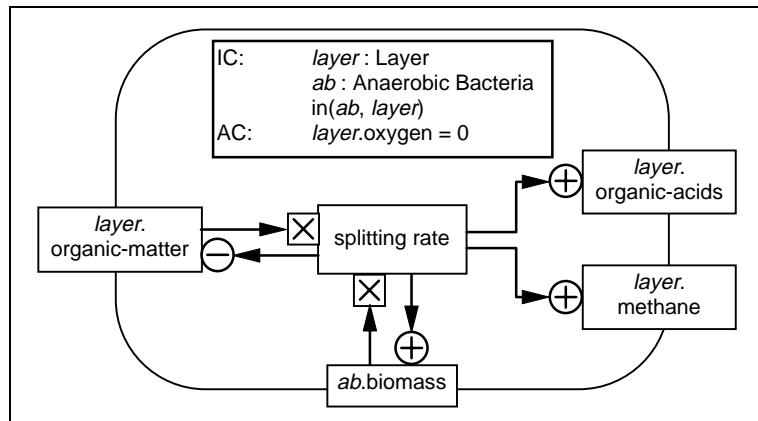 IC: layer : Layer
ab : Anaerobic Bacteria
in(ab, layer)
AC: layer.oxygen = 0
layer.
organic-matter
splitting rate
layer.
organic-acids
layer.
methane
ab.biomass